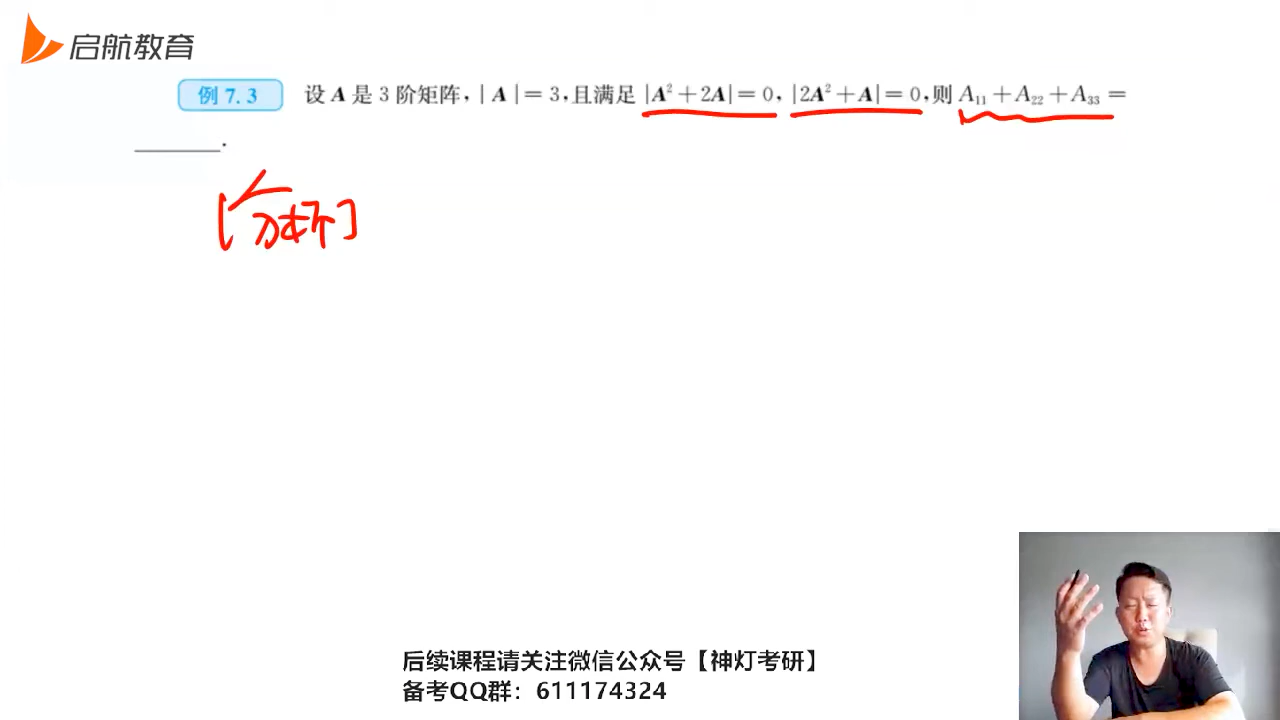 启航教育
例 7.3 设 A 是 3 阶矩阵,|A|=3,且满足 |A²+2A|=0,|2A²+A|=0,则 A₁₁+A₂₂+A₃₃=
________.
[分析]
后续课程请关注微信公众号【神灯考研】
备考QQ群：611174324